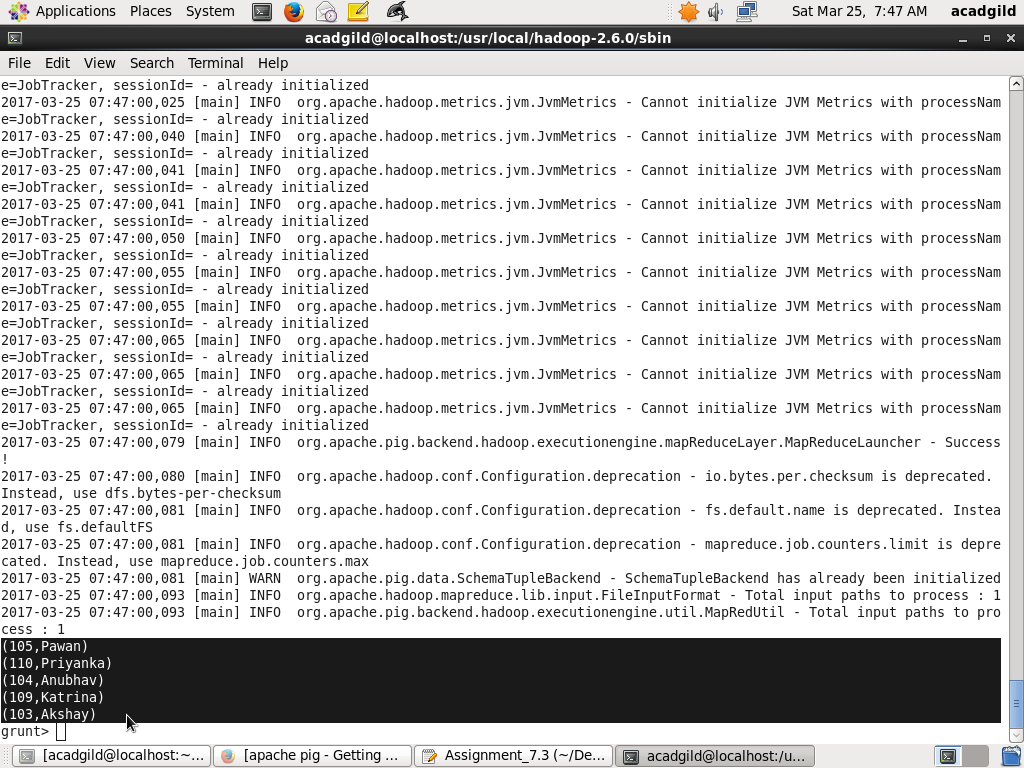 Applications Places System Sat Mar 25, 7:47 AM acadgild
acadgild@localhost:/usr/local/hadoop-2.6.0/sbin
File Edit View Search Terminal Help
e=JobTracker, sessionId= - already initialized
2017-03-25 07:47:00,025 [main] INFO  org.apache.hadoop.metrics.jvm.JvmMetrics - Cannot initialize JVM Metrics with processNam
e=JobTracker, sessionId= - already initialized
2017-03-25 07:47:00,040 [main] INFO  org.apache.hadoop.metrics.jvm.JvmMetrics - Cannot initialize JVM Metrics with processNam
e=JobTracker, sessionId= - already initialized
2017-03-25 07:47:00,041 [main] INFO  org.apache.hadoop.metrics.jvm.JvmMetrics - Cannot initialize JVM Metrics with processNam
e=JobTracker, sessionId= - already initialized
2017-03-25 07:47:00,041 [main] INFO  org.apache.hadoop.metrics.jvm.JvmMetrics - Cannot initialize JVM Metrics with processNam
e=JobTracker, sessionId= - already initialized
2017-03-25 07:47:00,050 [main] INFO  org.apache.hadoop.metrics.jvm.JvmMetrics - Cannot initialize JVM Metrics with processNam
e=JobTracker, sessionId= - already initialized
2017-03-25 07:47:00,055 [main] INFO  org.apache.hadoop.metrics.jvm.JvmMetrics - Cannot initialize JVM Metrics with processNam
e=JobTracker, sessionId= - already initialized
2017-03-25 07:47:00,055 [main] INFO  org.apache.hadoop.metrics.jvm.JvmMetrics - Cannot initialize JVM Metrics with processNam
e=JobTracker, sessionId= - already initialized
2017-03-25 07:47:00,065 [main] INFO  org.apache.hadoop.metrics.jvm.JvmMetrics - Cannot initialize JVM Metrics with processNam
e=JobTracker, sessionId= - already initialized
2017-03-25 07:47:00,065 [main] INFO  org.apache.hadoop.metrics.jvm.JvmMetrics - Cannot initialize JVM Metrics with processNam
e=JobTracker, sessionId= - already initialized
2017-03-25 07:47:00,065 [main] INFO  org.apache.hadoop.metrics.jvm.JvmMetrics - Cannot initialize JVM Metrics with processNam
e=JobTracker, sessionId= - already initialized
2017-03-25 07:47:00,079 [main] INFO  org.apache.pig.backend.hadoop.executionengine.mapReduceLayer.MapReduceLauncher - Success
!
2017-03-25 07:47:00,080 [main] INFO  org.apache.hadoop.conf.Configuration.deprecation - io.bytes.per.checksum is deprecated.
Instead, use dfs.bytes-per-checksum
2017-03-25 07:47:00,081 [main] INFO  org.apache.hadoop.conf.Configuration.deprecation - fs.default.name is deprecated. Instea
d, use fs.defaultFS
2017-03-25 07:47:00,081 [main] INFO  org.apache.hadoop.conf.Configuration.deprecation - mapreduce.job.counters.limit is depre
cated. Instead, use mapreduce.job.counters.max
2017-03-25 07:47:00,081 [main] WARN  org.apache.pig.data.SchemaTupleBackend - SchemaTupleBackend has already been initialized
2017-03-25 07:47:00,093 [main] INFO  org.apache.hadoop.mapreduce.lib.input.FileInputFormat - Total input paths to process : 1
2017-03-25 07:47:00,093 [main] INFO  org.apache.pig.backend.hadoop.executionengine.util.MapRedUtil - Total input paths to pro
cess : 1
(105,Pawan)
(110,Priyanka)
(104,Anubhav)
(109,Katrina)
(103,Akshay)
grunt>
[acadgild@localhost:~... [apache pig - Getting ... Assignment_7.3 (~/De... acadgild@localhost:/u...